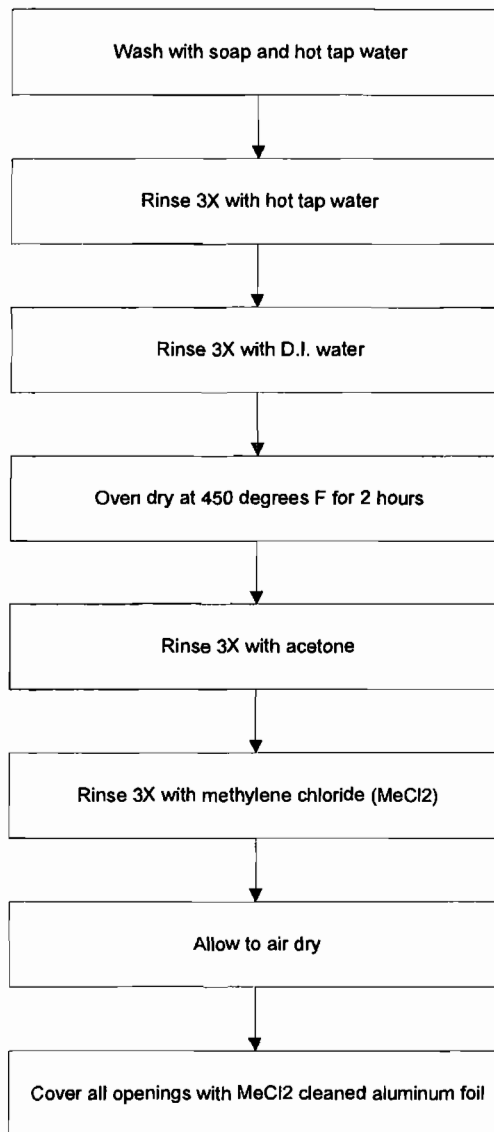 Wash with soap and hot tap water
Rinse 3X with hot tap water
Rinse 3X with D.I. water
Oven dry at 450 degrees F for 2 hours
Rinse 3X with acetone
Rinse 3X with methylene chloride (MeCl2)
Allow to air dry
Cover all openings with MeCl2 cleaned aluminum foil